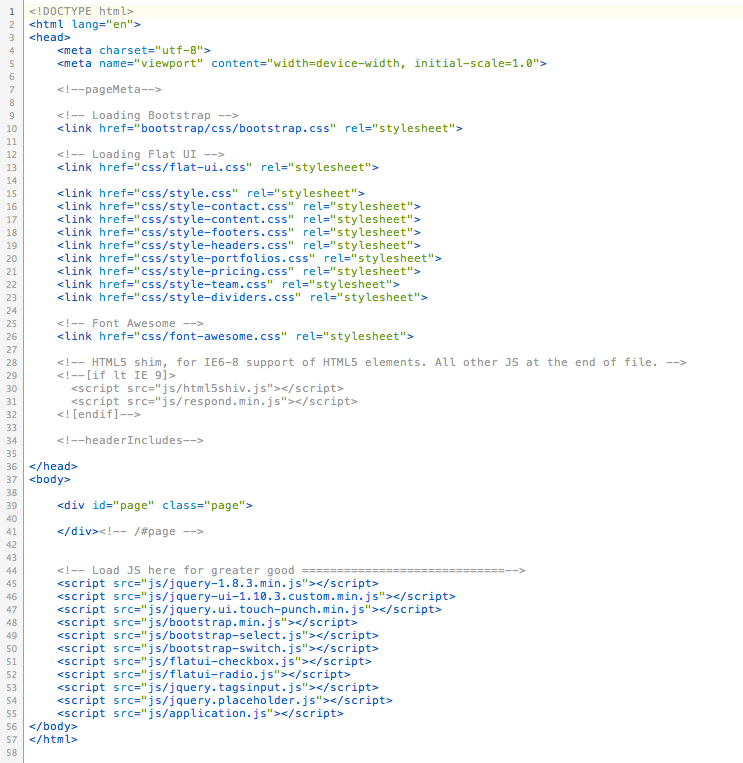 1 <!DOCTYPE html>
2 <html lang="en">
3 <head>
4     <meta charset="utf-8">
5     <meta name="viewport" content="width=device-width, initial-scale=1.0">
6
7     <!--pageMeta-->
8
9     <!-- Loading Bootstrap -->
10     <link href="bootstrap/css/bootstrap.css" rel="stylesheet">
11
12     <!-- Loading Flat UI -->
13     <link href="css/flat-ui.css" rel="stylesheet">
14
15     <link href="css/style.css" rel="stylesheet">
16     <link href="css/style-contact.css" rel="stylesheet">
17     <link href="css/style-content.css" rel="stylesheet">
18     <link href="css/style-footers.css" rel="stylesheet">
19     <link href="css/style-headers.css" rel="stylesheet">
20     <link href="css/style-portfolios.css" rel="stylesheet">
21     <link href="css/style-pricing.css" rel="stylesheet">
22     <link href="css/style-team.css" rel="stylesheet">
23     <link href="css/style-dividers.css" rel="stylesheet">
24
25     <!-- Font Awesome -->
26     <link href="css/font-awesome.css" rel="stylesheet">
27
28     <!-- HTML5 shim, for IE6-8 support of HTML5 elements. All other JS at the end of file. -->
29     <!--[if lt IE 9]>
30       <script src="js/html5shiv.js"></script>
31       <script src="js/respond.min.js"></script>
32     <![endif]-->
33
34     <!--headerIncludes-->
35
36 </head>
37 <body>
38
39     <div id="page" class="page">
40
41     </div><!-- /#page -->
42
43
44     <!-- Load JS here for greater good =============================-->
45     <script src="js/jquery-1.8.3.min.js"></script>
46     <script src="js/jquery-ui-1.10.3.custom.min.js"></script>
47     <script src="js/jquery.ui.touch-punch.min.js"></script>
48     <script src="js/bootstrap.min.js"></script>
49     <script src="js/bootstrap-select.js"></script>
50     <script src="js/bootstrap-switch.js"></script>
51     <script src="js/flatui-checkbox.js"></script>
52     <script src="js/flatui-radio.js"></script>
53     <script src="js/jquery.tagsinput.js"></script>
54     <script src="js/jquery.placeholder.js"></script>
55     <script src="js/application.js"></script>
56 </body>
57 </html>
58